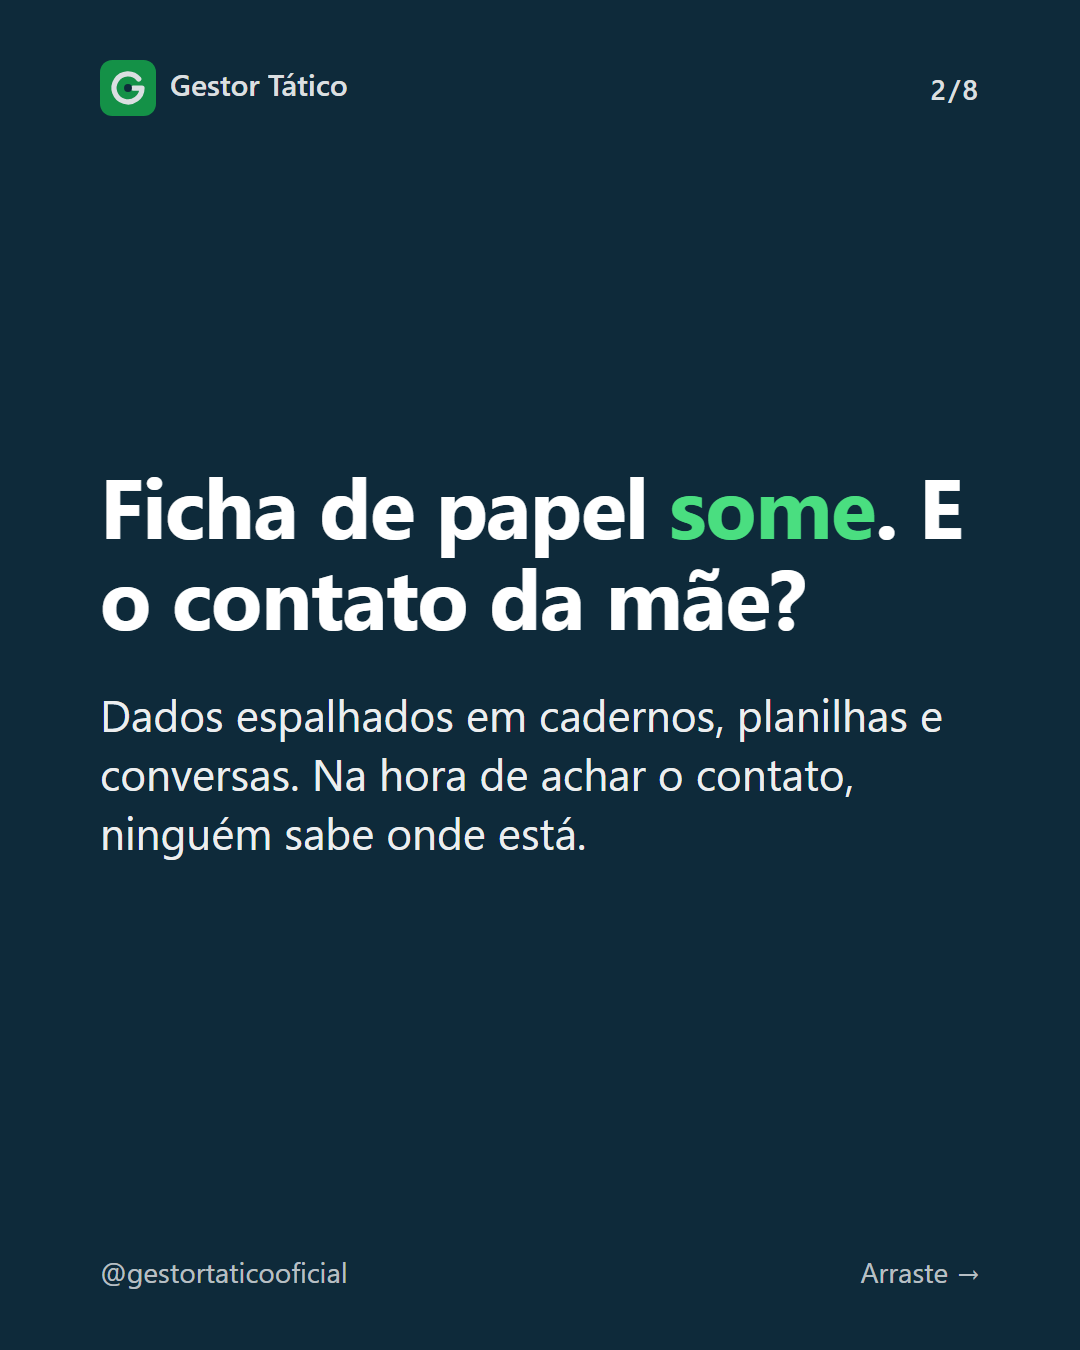 Gestor Tático
2/8
Ficha de papel some. E
o contato da mãe?
Dados espalhados em cadernos, planilhas e
conversas. Na hora de achar o contato,
ninguém sabe onde está.
@gestortaticooficial
Arraste →